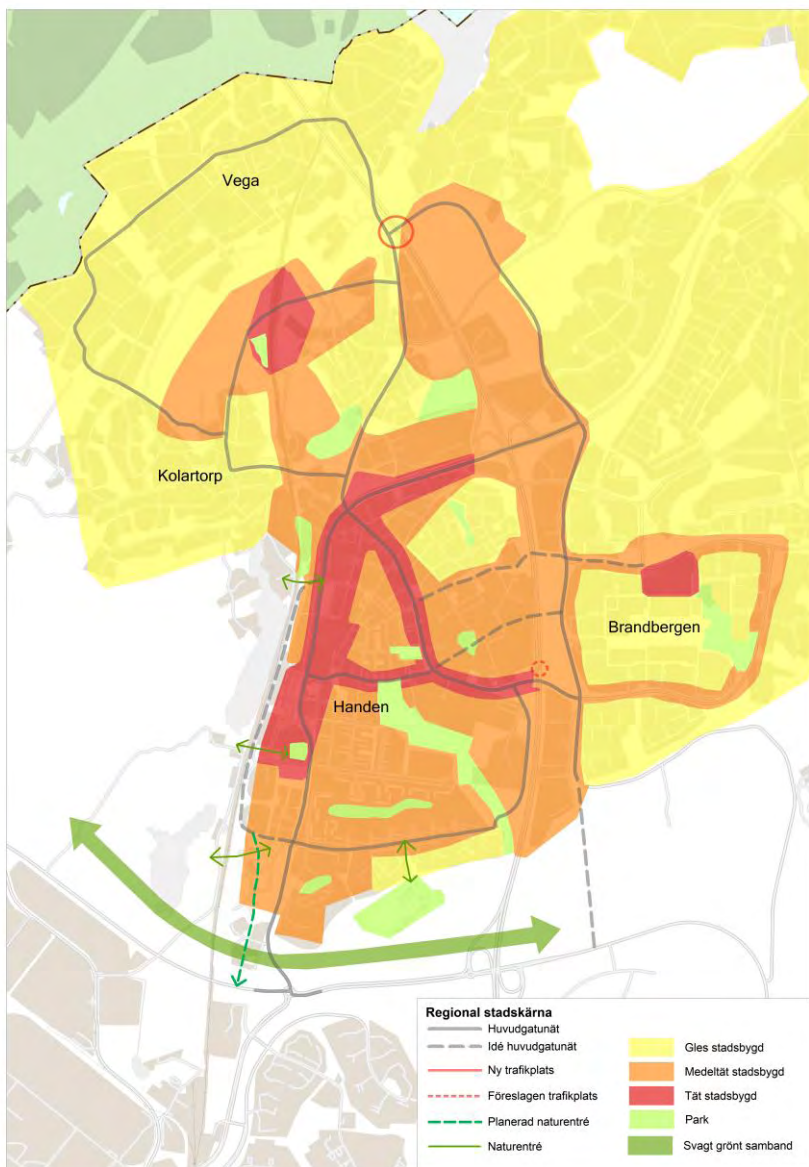 Vega
Kolartorp
Brandbergen
Handen
Regional stadskärna
Huvudgatunät
Idé huvudgatunät
Ny trafikplats
Föreslagen trafikplats
Planerad naturentré
Naturentré
Gles stadsbygd
Medeltät stadsbygd
Tät stadsbygd
Park
Svagt grönt samband